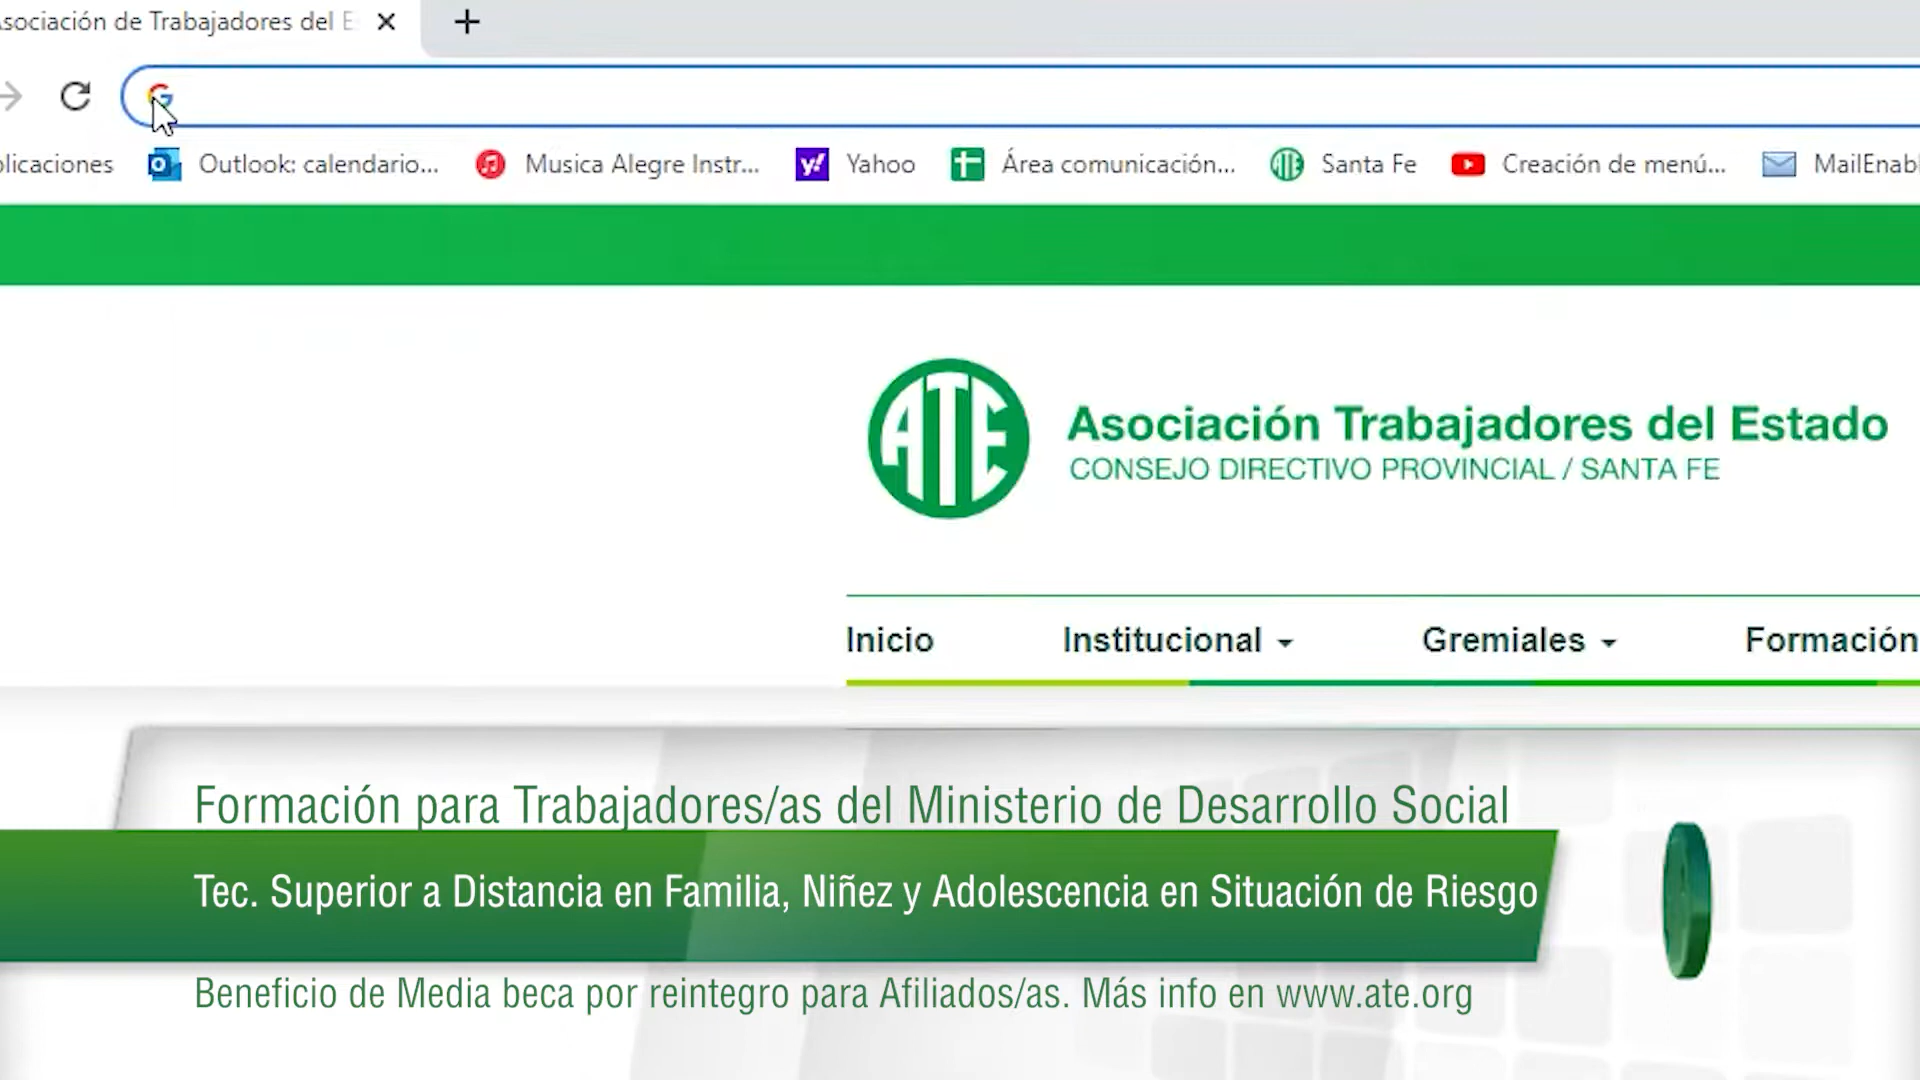 sociación de Trabajadores del E
plicaciones
Outlook: calendario...
Musica Alegre Instr...
Yahoo
Área comunicación...
Santa Fe
Creación de menú...
MailEnabl
ATE
Asociación Trabajadores del Estado
CONSEJO DIRECTIVO PROVINCIAL / SANTA FE
Inicio
Institucional
Gremiales
Formación
Formación para Trabajadores/as del Ministerio de Desarrollo Social
Tec. Superior a Distancia en Familia, Niñez y Adolescencia en Situación de Riesgo
Beneficio de Media beca por reintegro para Afiliados/as. Más info en www.ate.org